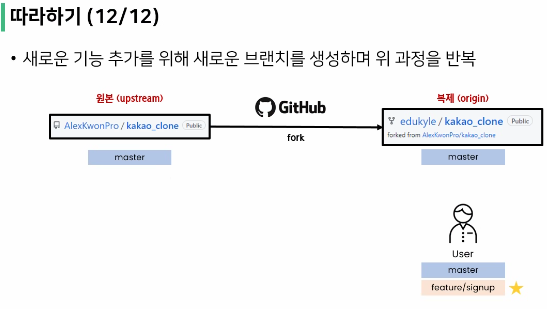 따라하기 (12/12)
• 새로운 기능 추가를 위해 새로운 브랜치를 생성하며 위 과정을 반복
원본 (upstream)
복제 (origin)
GitHub
AlexKwonPro / kakao_clone Public
edukyle / kakao_clone Public
forked from AlexKwonPro/kakao_clone
fork
master
master
User
master
feature/signup